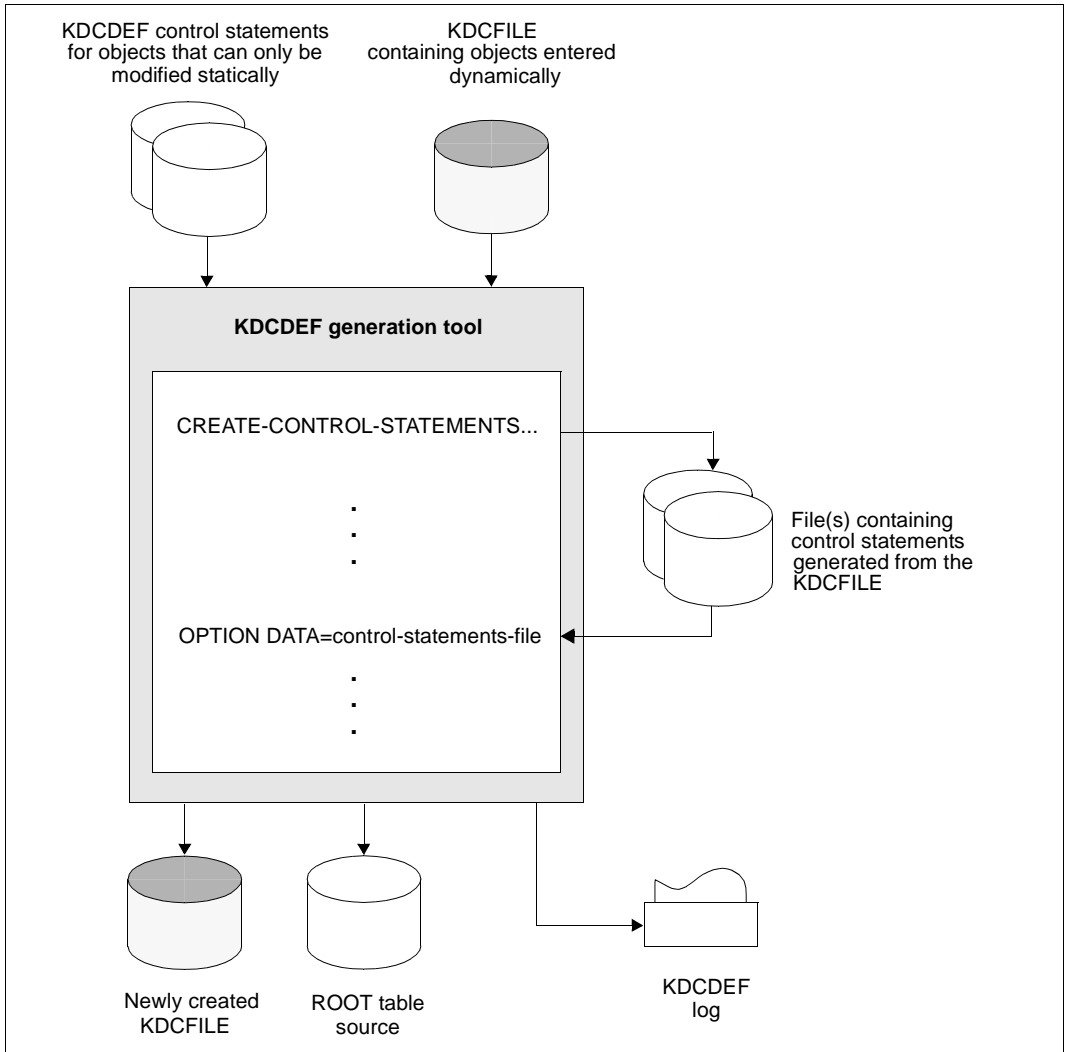 KDCDEF control statements
for objects that can only be
modified statically
KDCFILE
containing objects entered
dynamically
KDCDEF generation tool
CREATE-CONTROL-STATEMENTS...
.
.
.
File(s) containing
control statements
generated from the
KDCFILE
OPTION DATA=control-statements-file
.
.
.
Newly created
KDCFILE
ROOT table
source
KDCDEF
log